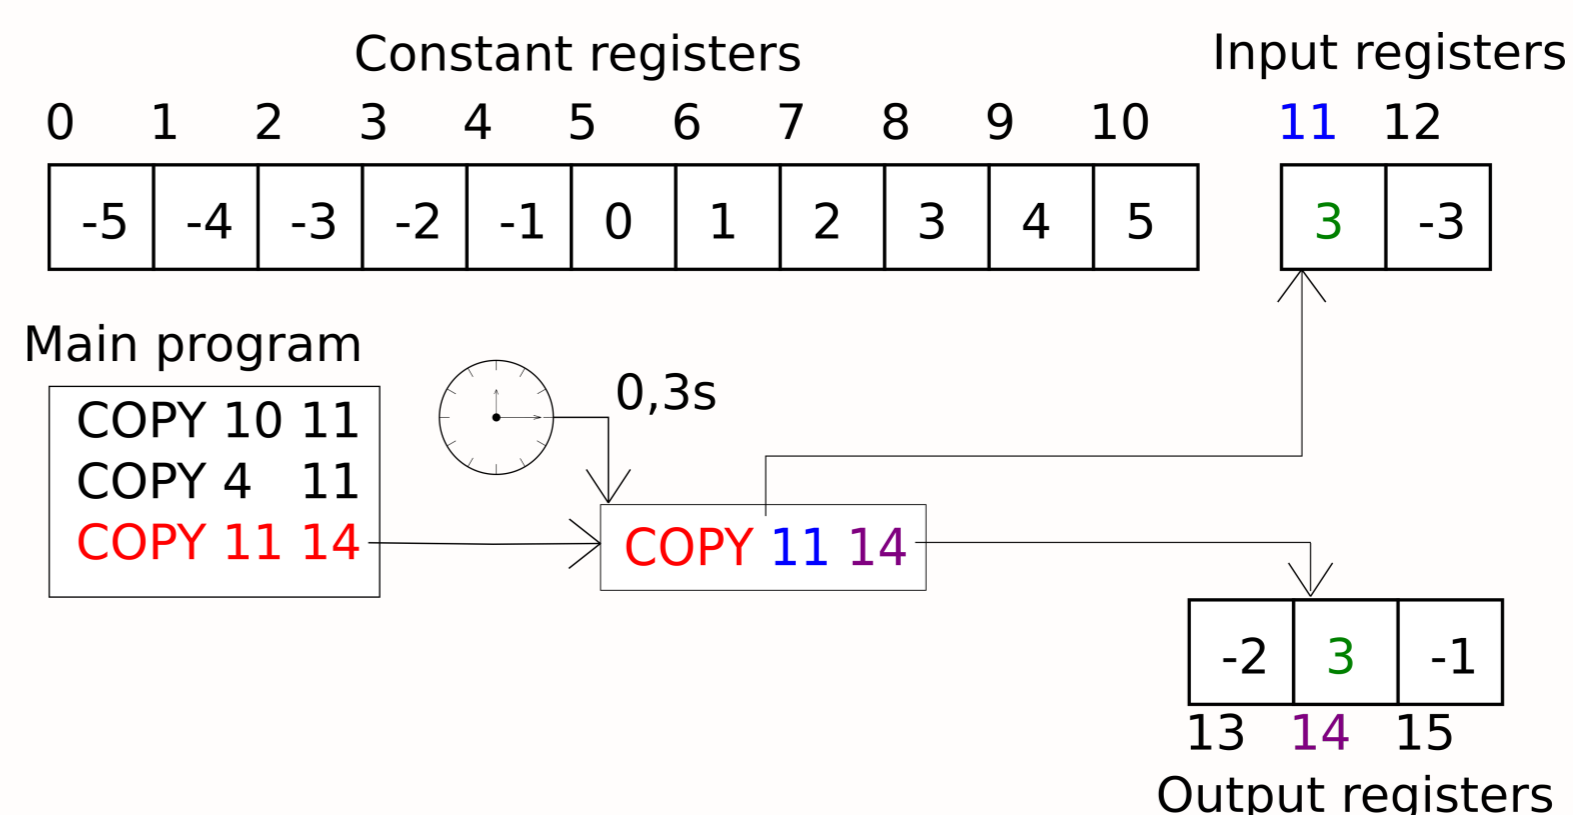 Constant registers Input registers
0 1 2 3 4 5 6 7 8 9 10 11 12
-5 -4 -3 -2 -1 0 1 2 3 4 5 3 -3
Main program
0,3s
COPY 10 11
COPY 4 11
COPY 11 14
COPY 11 14
-2 3 -1
13 14 15
Output registers